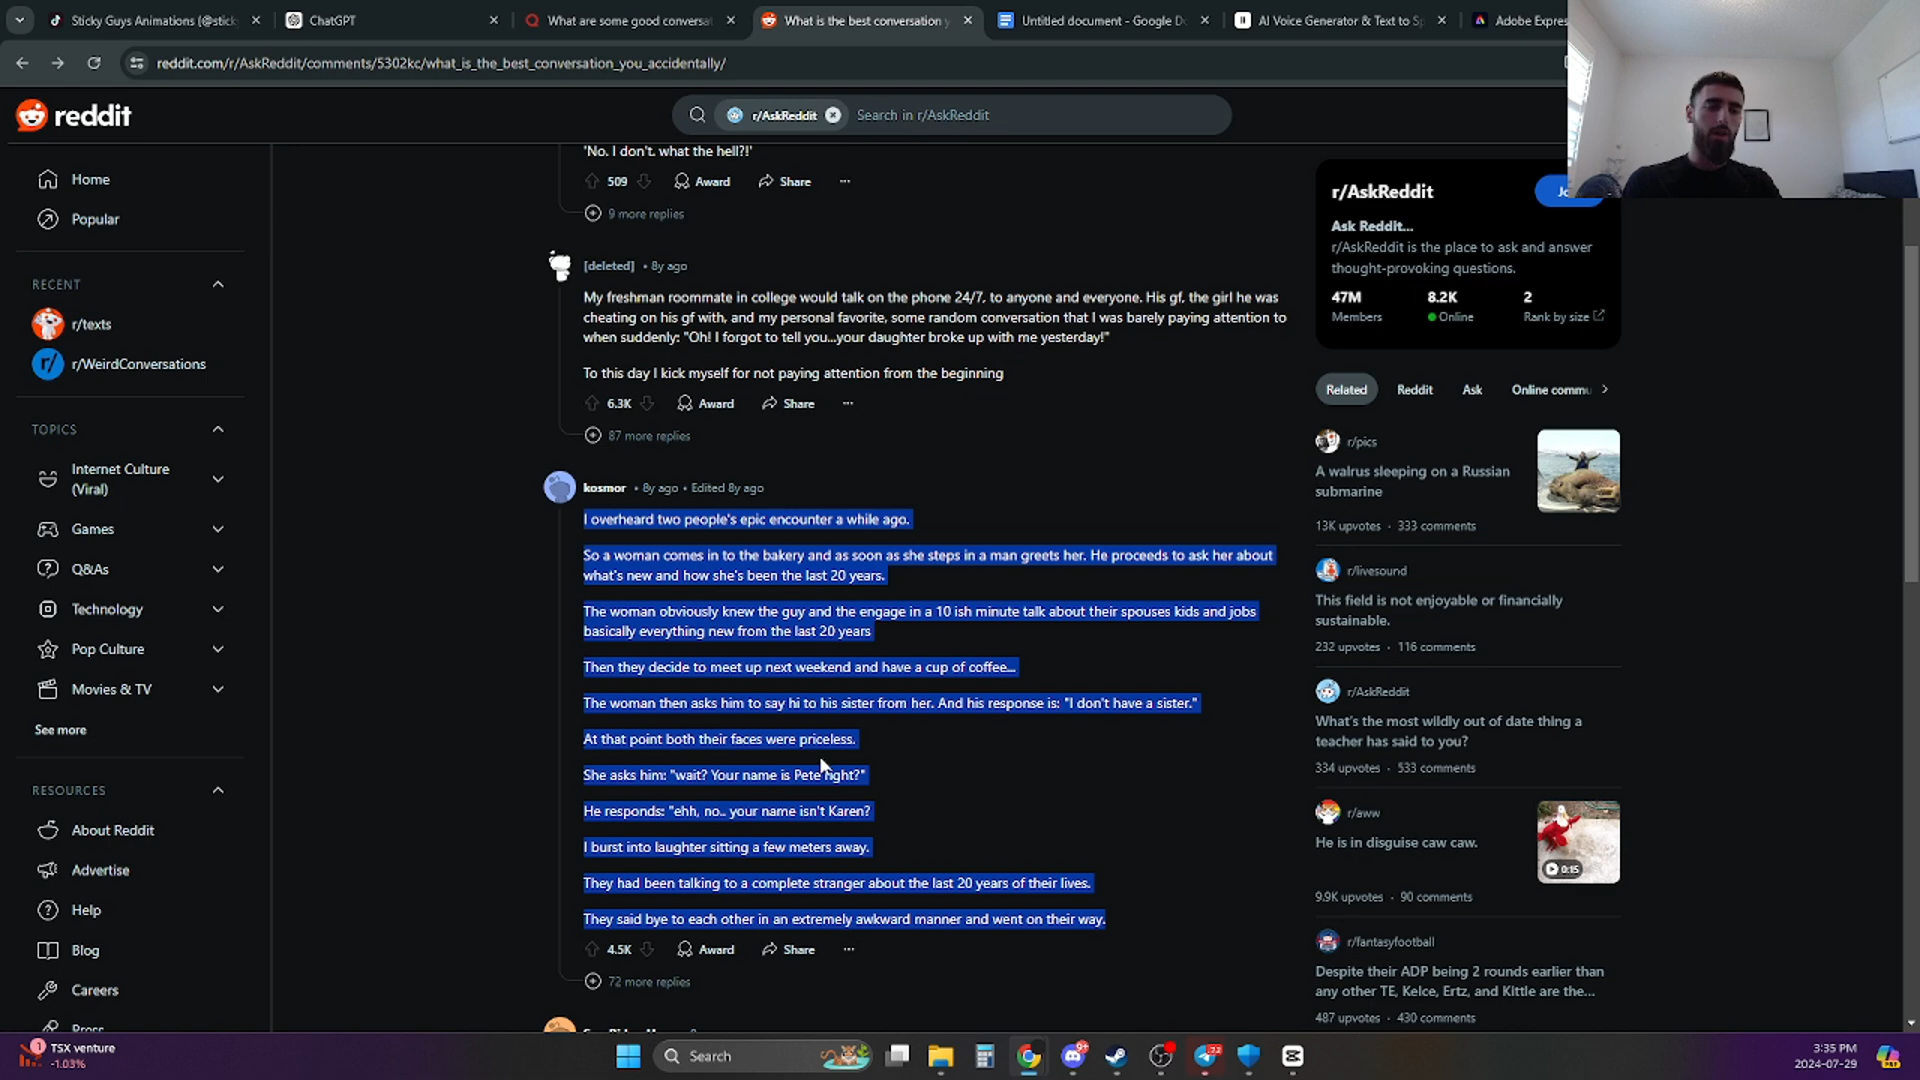 Sticky Guys Animations (@stick
ChatGPT
What are some good conversat
What is the best conversation y
Untitled document - Google Do
AI Voice Generator & Text to Sp
Adobe Expres
reddit.com/r/AskReddit/comments/5302kc/what_is_the_best_conversation_you_accidentally/
reddit
r/AskReddit
Search in r/AskReddit
Home
Popular
RECENT
r/texts
r/WeirdConversations
TOPICS
Internet Culture
(Viral)
Games
Q&As
Technology
Pop Culture
Movies & TV
See more
RESOURCES
About Reddit
Advertise
Help
Blog
Careers
Press
'No. I don't. what the hell?!'
509 Award Share
9 more replies
[deleted] • 8y ago
My freshman roommate in college would talk on the phone 24/7, to anyone and everyone. His gf, the girl he was
cheating on his gf with, and my personal favorite, some random conversation that I was barely paying attention to
when suddenly: "Oh! I forgot to tell you...your daughter broke up with me yesterday!"
To this day I kick myself for not paying attention from the beginning
6.3K Award Share
87 more replies
kosmor • 8y ago • Edited 8y ago
I overheard two people's epic encounter a while ago.
So a woman comes in to the bakery and as soon as she steps in a man greets her. He proceeds to ask her about
what's new and how she's been the last 20 years.
The woman obviously knew the guy and the engage in a 10 ish minute talk about their spouses kids and jobs
basically everything new from the last 20 years
Then they decide to meet up next weekend and have a cup of coffee...
The woman then asks him to say hi to his sister from her. And his response is: "I don't have a sister."
At that point both their faces were priceless.
She asks him: "wait? Your name is Pete right?"
He responds: "ehh, no.. your name isn't Karen?
I burst into laughter sitting a few meters away.
They had been talking to a complete stranger about the last 20 years of their lives.
They said bye to each other in an extremely awkward manner and went on their way.
4.5K Award Share
72 more replies
r/AskReddit
Ask Reddit...
r/AskReddit is the place to ask and answer
thought-provoking questions.
47M 8.2K 2
Members Online Rank by size
Related Reddit Ask Online commu
r/pics
A walrus sleeping on a Russian
submarine
13K upvotes · 333 comments
r/livesound
This field is not enjoyable or financially
sustainable.
232 upvotes · 116 comments
r/AskReddit
What's the most wildly out of date thing a
teacher has said to you?
334 upvotes · 533 comments
r/aww
He is in disguise caw caw.
0:15
9.9K upvotes · 90 comments
r/fantasyfootball
Despite their ADP being 2 rounds earlier than
any other TE, Kelce, Ertz, and Kittle are the...
487 upvotes · 430 comments
1
TSX venture
-1.03%
Search
9+
72
3:35 PM
2024-07-29